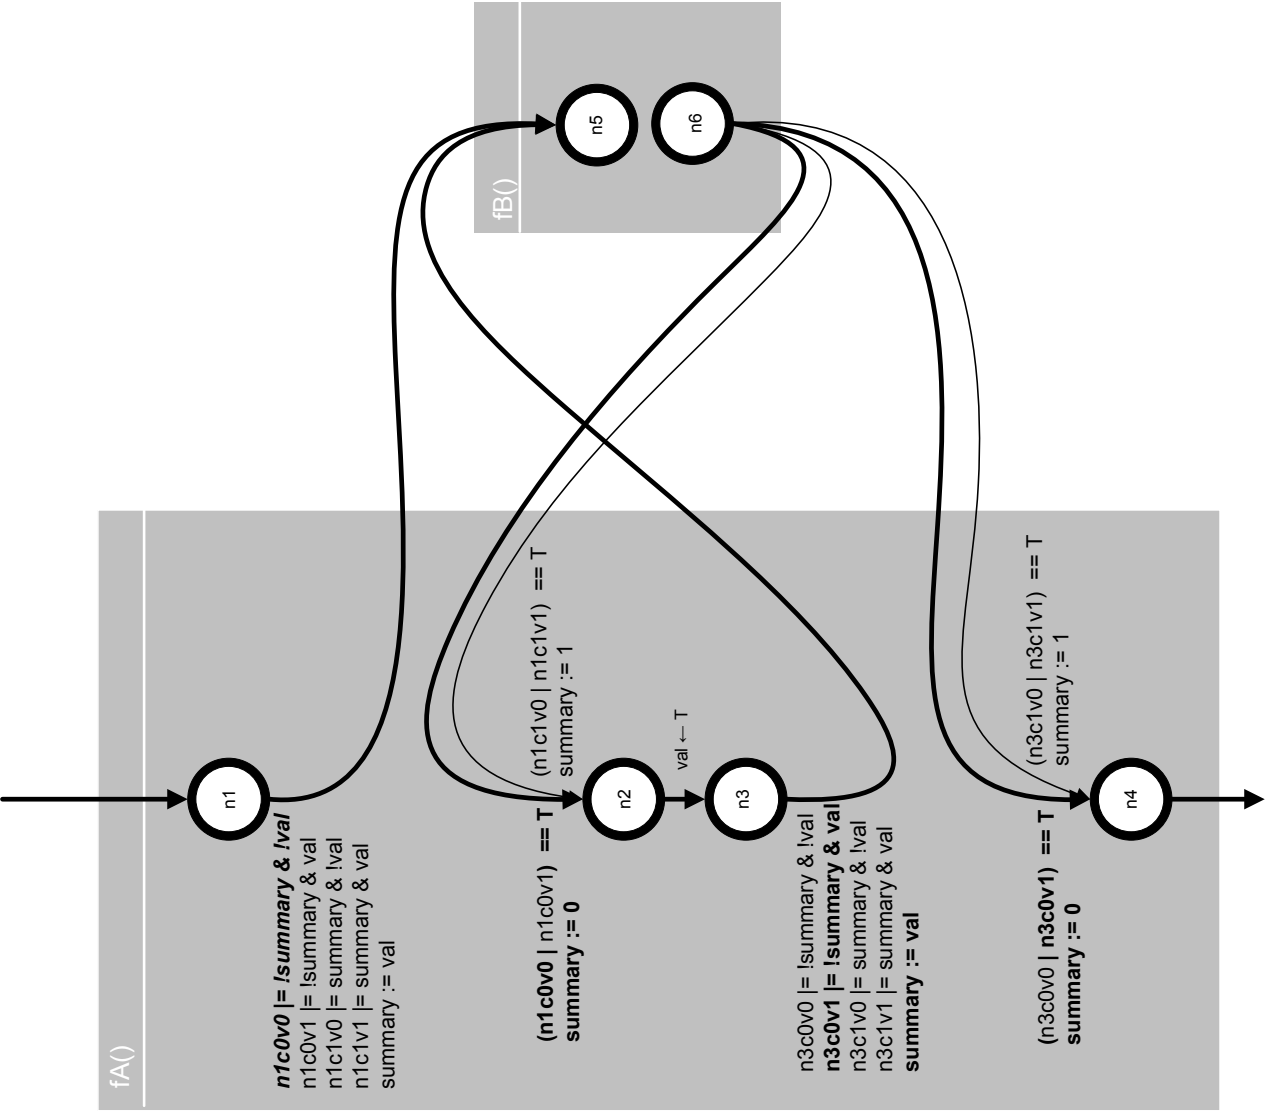 fA()
n1
n1c0v0 |= !summary & !val
n1c0v1 |= !summary & val
n1c1v0 |= summary & !val
n1c1v1 |= summary & val
summary := val
fB()
n5
n6
(n1c0v0 | n1c0v1) == T
summary := 0
(n1c1v0 | n1c1v1) == T
summary := 1
n2
val ← T
n3
n3c0v0 |= !summary & !val
n3c0v1 |= !summary & val
n3c1v0 |= summary & !val
n3c1v1 |= summary & val
summary := val
(n3c0v0 | n3c0v1) == T
summary := 0
(n3c1v0 | n3c1v1) == T
summary := 1
n4